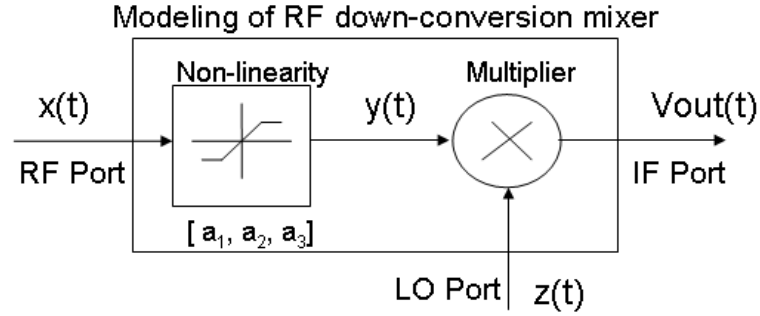 Modeling of RF down-conversion mixer
Non-linearity
Multiplier
x(t)
y(t)
Vout(t)
RF Port
IF Port
[ a₁, a₂, a₃]
LO Port
z(t)